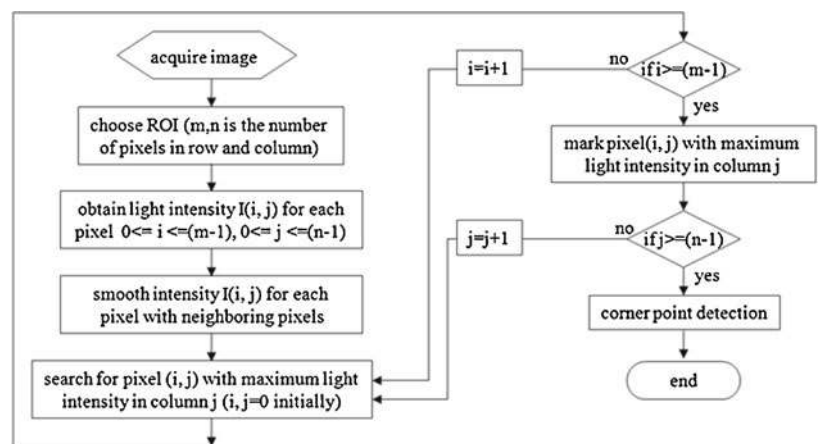 acquire image
choose ROI (m,n is the number
of pixels in row and column)
obtain light intensity I(i, j) for each
pixel 0<= i <=(m-1), 0<= j <=(n-1)
smooth intensity I(i, j) for each
pixel with neighboring pixels
search for pixel (i, j) with maximum light
intensity in column j (i, j=0 initially)
i=i+1
no
if i>=(m-1)
yes
mark pixel(i, j) with maximum
light intensity in column j
j=j+1
no
if j>=(n-1)
yes
corner point detection
end